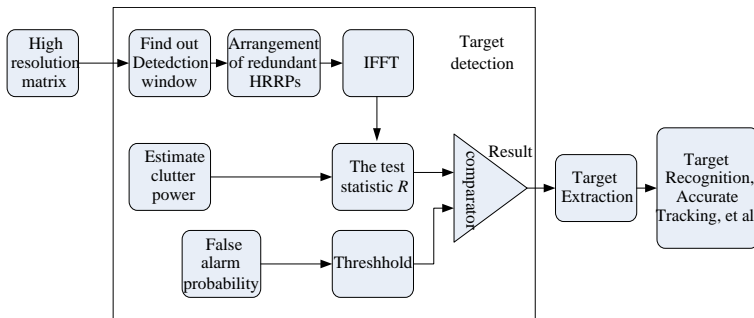 High
resolution
matrix
Find out
Detedction
window
Arrangement
of redundant
HRRPs
IFFT
Target
detection
Estimate
clutter
power
The test
statistic R
comparator
Result
Target
Extraction
Target
Recognition,
Accurate
Tracking, et al
False
alarm
probability
Threshhold